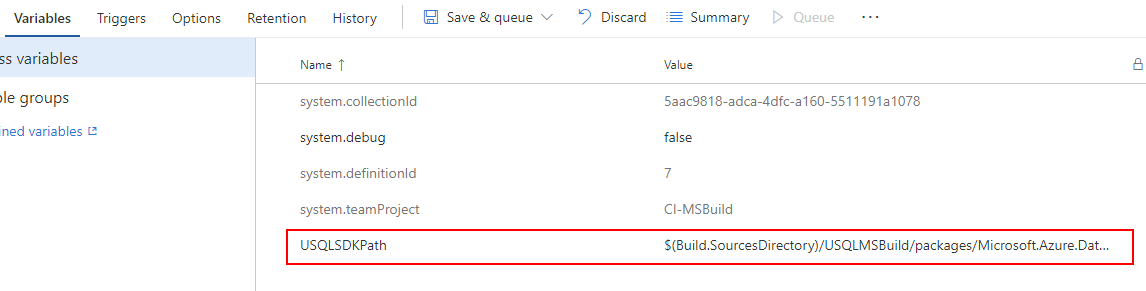 Variables Triggers Options Retention History Save & queue Discard Summary Queue ...
ss variables
Name ↑ Value
le groups
system.collectionId 5aac9818-adca-4dfc-a160-5511191a1078
ined variables
system.debug false
system.definitionId 7
system.teamProject CI-MSBuild
USQLSDKPath $(Build.SourcesDirectory)/USQLMSBuild/packages/Microsoft.Azure.Dat...